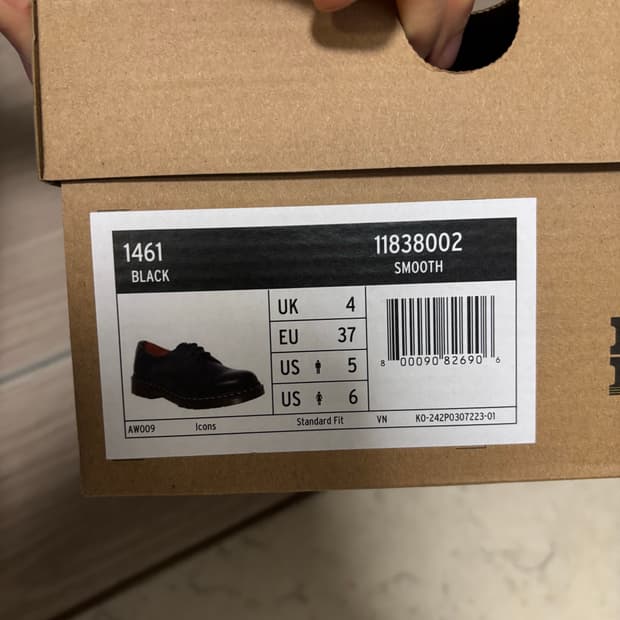 1461 11838002
BLACK SMOOTH
UK 4
EU 37
US 5
US 6
8 00090 82690 6
AW009 Icons Standard Fit VN KO-242P0307223-01